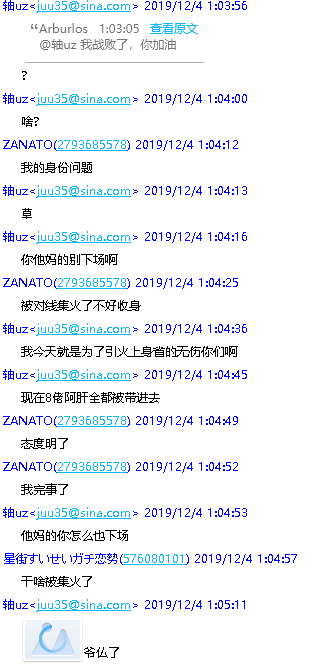 轴uz<juu35@sina.com> 2019/12/4 1:03:56
“Arburlos 1:03:05 查看原文
@轴uz 我战败了，你加油
？
轴uz<juu35@sina.com> 2019/12/4 1:04:00
啥？
ZANATO(2793685578) 2019/12/4 1:04:12
我的身份问题
轴uz<juu35@sina.com> 2019/12/4 1:04:13
草
轴uz<juu35@sina.com> 2019/12/4 1:04:16
你他妈的别下场啊
ZANATO(2793685578) 2019/12/4 1:04:25
被对线集火了不好收身
轴uz<juu35@sina.com> 2019/12/4 1:04:36
我今天就是为了引火上身省的无伤你们啊
轴uz<juu35@sina.com> 2019/12/4 1:04:45
现在8佬阿肝全都被带进去
ZANATO(2793685578) 2019/12/4 1:04:49
态度明了
ZANATO(2793685578) 2019/12/4 1:04:52
我完事了
轴uz<juu35@sina.com> 2019/12/4 1:04:53
他妈的你怎么也下场
星街すいせいガチ恋勢(576080101) 2019/12/4 1:04:57
干啥被集火了
轴uz<juu35@sina.com> 2019/12/4 1:05:11
爷仏了